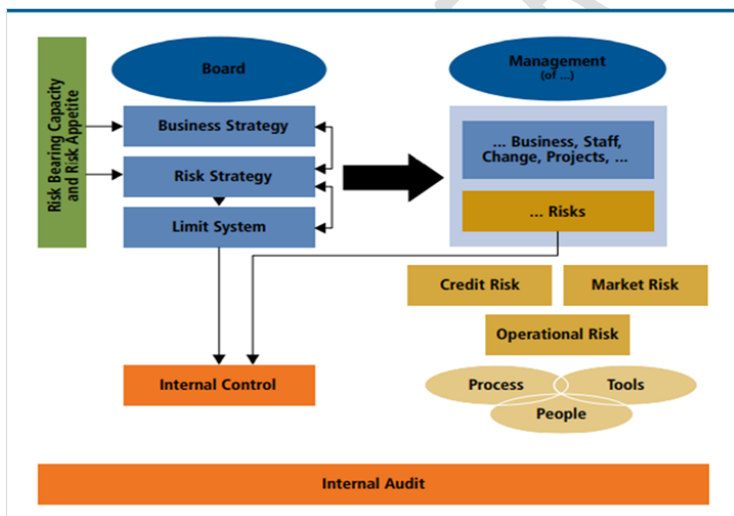 Risk Bearing Capacity
and Risk Appetite
Board
Business Strategy
Risk Strategy
Limit System
Management
(of ...)
... Business, Staff,
Change, Projects, ...
... Risks
Credit Risk
Market Risk
Operational Risk
Process
Tools
People
Internal Control
Internal Audit